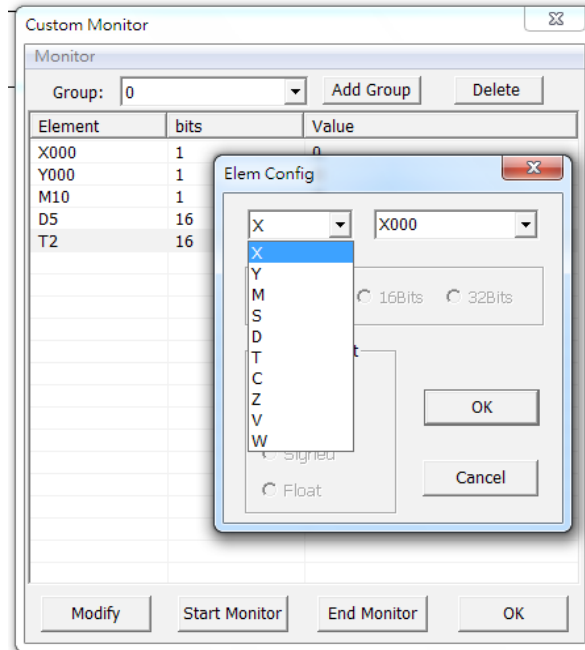 Custom Monitor
Monitor
Group: 0 Add Group Delete
Element bits Value
X000 1 0
Y000 1
M10 1
D5 16
T2 16
Elem Config
X X000
X
Y
M
S
D
T
C
Z
V
W
16Bits 32Bits
t
Signed
Float
OK
Cancel
Modify Start Monitor End Monitor OK